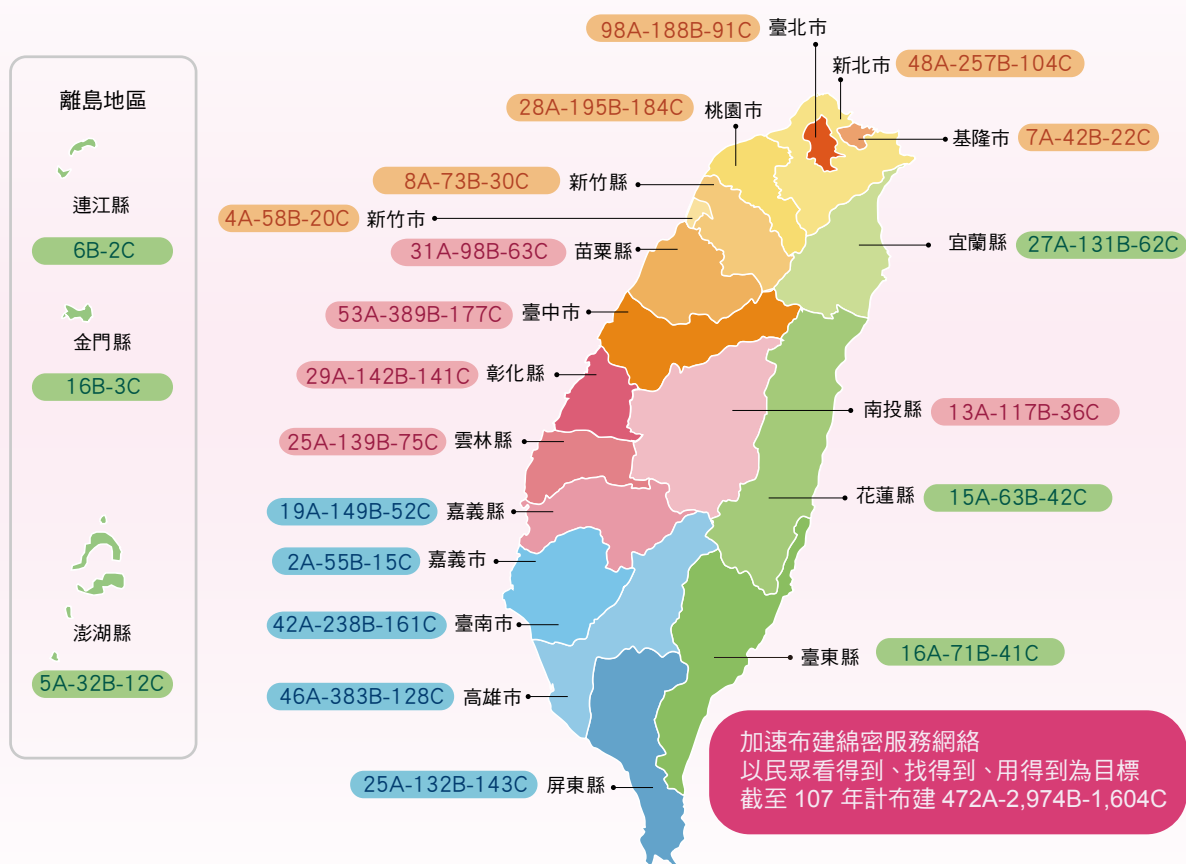 98A-188B-91C 臺北市
新北市 48A-257B-104C
28A-195B-184C 桃園市
基隆市 7A-42B-22C
8A-73B-30C 新竹縣
4A-58B-20C 新竹市
宜蘭縣 27A-131B-62C
31A-98B-63C 苗栗縣
53A-389B-177C 臺中市
29A-142B-141C 彰化縣
南投縣 13A-117B-36C
25A-139B-75C 雲林縣
花蓮縣 15A-63B-42C
19A-149B-52C 嘉義縣
2A-55B-15C 嘉義市
42A-238B-161C 臺南市
臺東縣 16A-71B-41C
46A-383B-128C 高雄市
25A-132B-143C 屏東縣
離島地區
連江縣
6B-2C
金門縣
16B-3C
澎湖縣
5A-32B-12C
加速布建綿密服務網絡
以民眾看得到、找得到、用得到為目標
截至 107 年計布建 472A-2,974B-1,604C